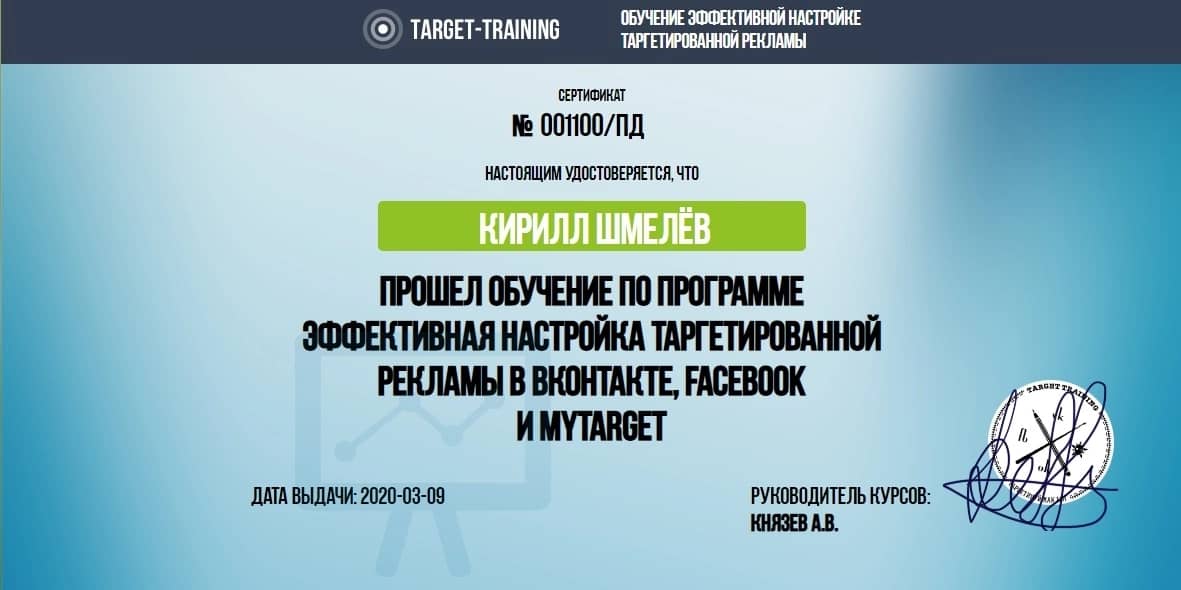 TARGET-TRAINING
ОБУЧЕНИЕ ЭФФЕКТИВНОЙ НАСТРОЙКЕ
ТАРГЕТИРОВАННОЙ РЕКЛАМЫ
СЕРТИФИКАТ
№ 001100/ПД
НАСТОЯЩИМ УДОСТОВЕРЯЕТСЯ, ЧТО
КИРИЛЛ ШМЕЛЁВ
ПРОШЕЛ ОБУЧЕНИЕ ПО ПРОГРАММЕ
ЭФФЕКТИВНАЯ НАСТРОЙКА ТАРГЕТИРОВАННОЙ
РЕКЛАМЫ В ВКОНТАКТЕ, FACEBOOK
И MYTARGET
ДАТА ВЫДАЧИ: 2020-03-09
РУКОВОДИТЕЛЬ КУРСОВ:
КНЯЗЕВ А.В.
TARGET TRAINING